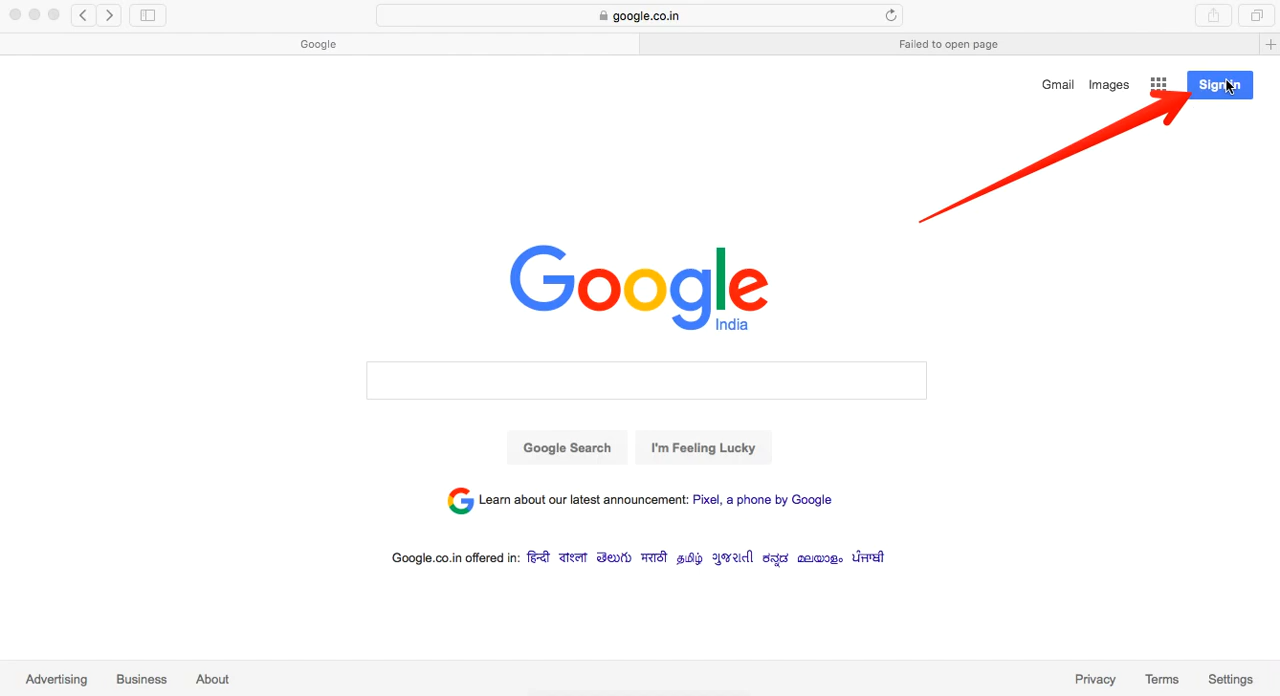 google.co.in
Google
Failed to open page
Gmail Images Sign in
Google
India
Google Search I'm Feeling Lucky
Learn about our latest announcement: Pixel, a phone by Google
Google.co.in offered in: हिन्दी বাংলা తెలుగు मराठी தமிழ் ગુજરાતી ಕನ್ನಡ മലയാളം ਪੰਜਾਬੀ
Advertising Business About Privacy Terms Settings